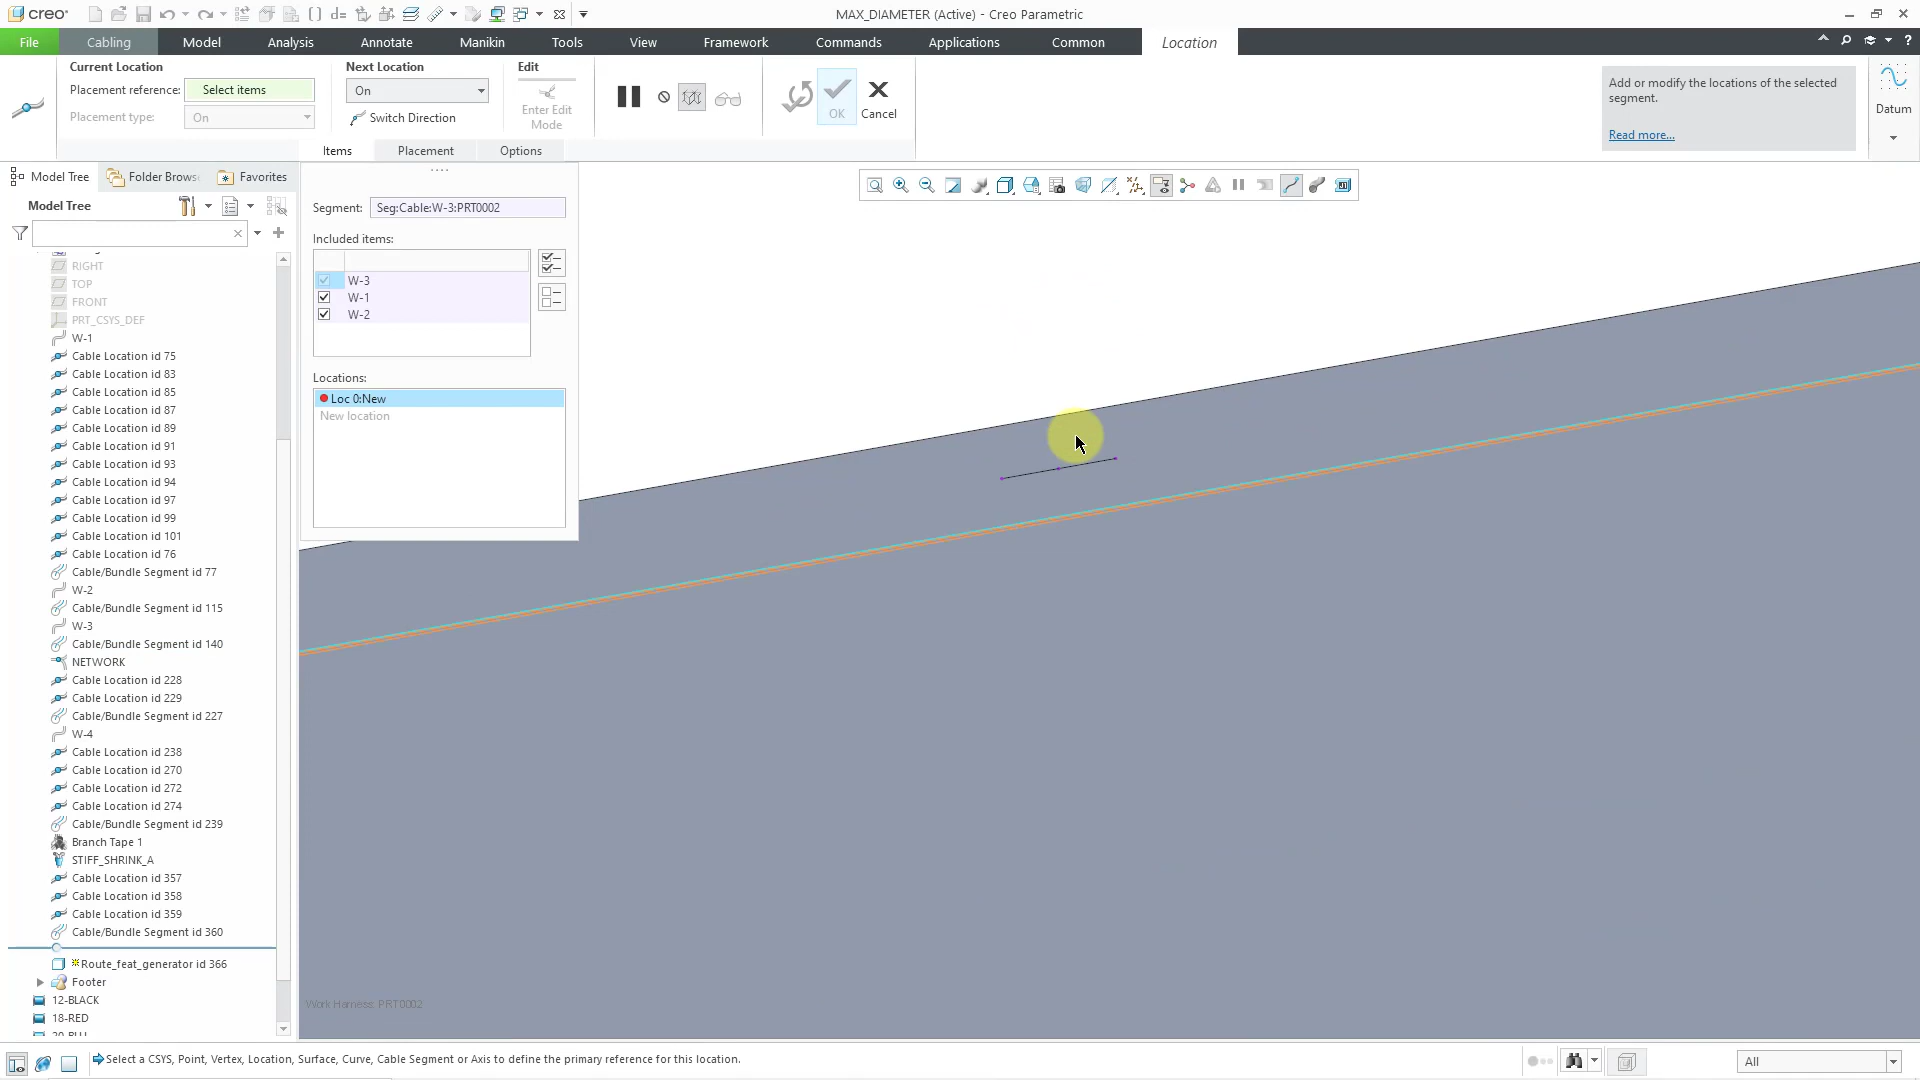 creo
MAX_DIAMETER (Active) - Creo Parametric
File
Cabling
Model
Analysis
Annotate
Manikin
Tools
View
Framework
Commands
Applications
Common
Location
Current Location
Placement reference: Select items
Placement type: On
Next Location
On
Switch Direction
Edit
Enter Edit
Mode
OK
Cancel
Add or modify the locations of the selected
segment.
Read more...
Datum
Items
Placement
Options
Model Tree
Folder Brows
Favorites
Model Tree
RIGHT
TOP
FRONT
PRT_CSYS_DEF
W-1
Cable Location id 75
Cable Location id 83
Cable Location id 85
Cable Location id 87
Cable Location id 89
Cable Location id 91
Cable Location id 93
Cable Location id 94
Cable Location id 97
Cable Location id 99
Cable Location id 101
Cable Location id 76
Cable/Bundle Segment id 77
W-2
Cable/Bundle Segment id 115
W-3
Cable/Bundle Segment id 140
NETWORK
Cable Location id 228
Cable Location id 229
Cable/Bundle Segment id 227
W-4
Cable Location id 238
Cable Location id 270
Cable Location id 272
Cable Location id 274
Cable/Bundle Segment id 239
Branch Tape 1
STIFF_SHRINK_A
Cable Location id 357
Cable Location id 358
Cable Location id 359
Cable/Bundle Segment id 360
Route_feat_generator id 366
Footer
12-BLACK
18-RED
Segment: Seg:Cable:W-3:PRT0002
Included items:
W-3
W-1
W-2
Locations:
Loc 0:New
New location
Work Harness: PRT0002
Select a CSYS, Point, Vertex, Location, Surface, Curve, Cable Segment or Axis to define the primary reference for this location.
All